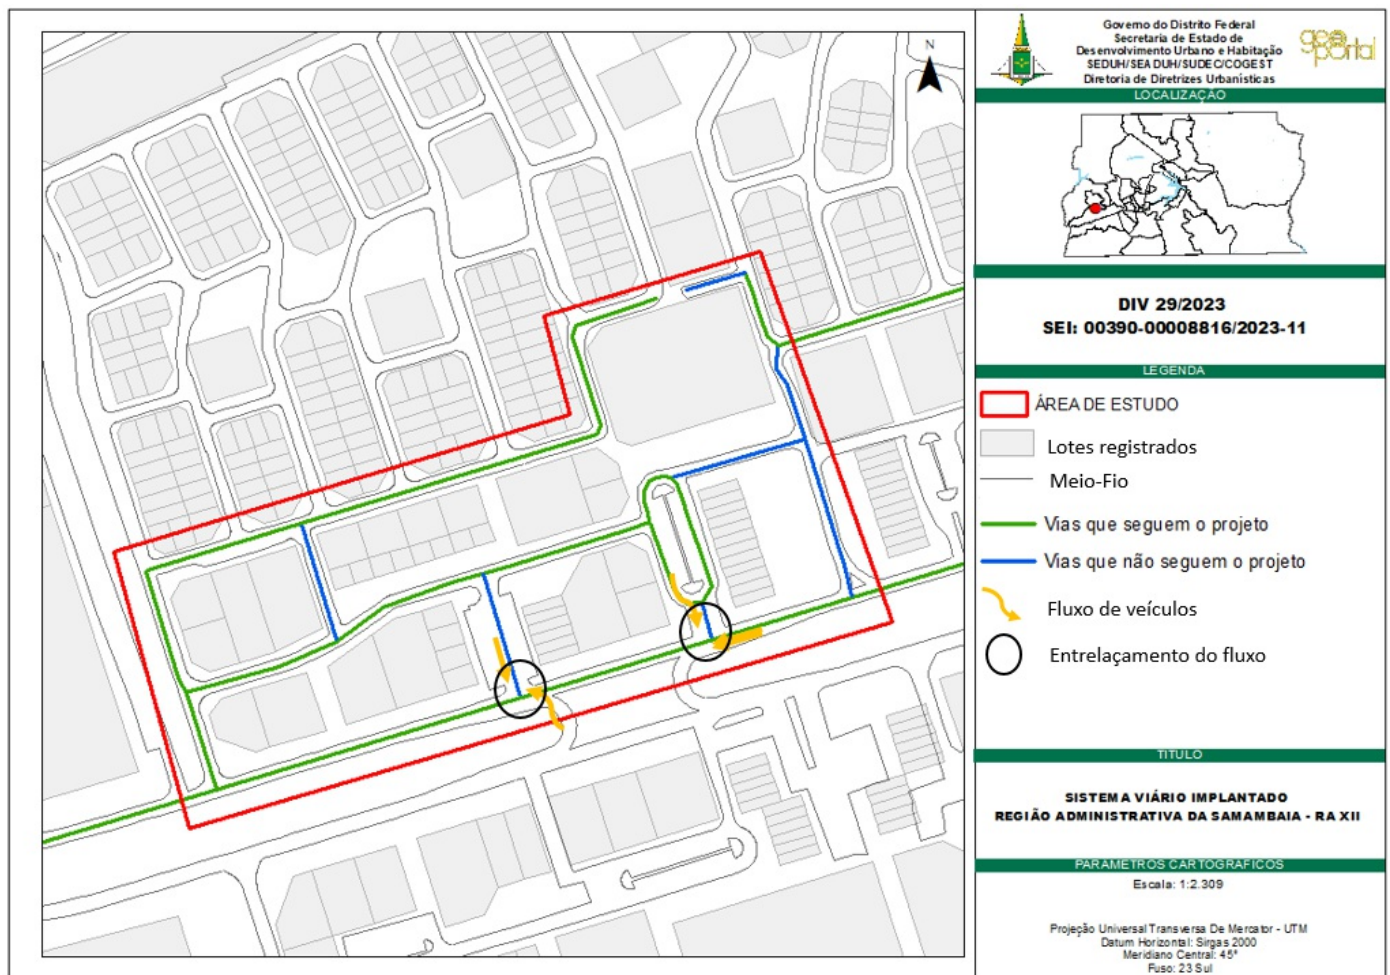 N
Governo do Distrito Federal
Secretaria de Estado de
Desenvolvimento Urbano e Habitação
SEDUH/SEADUH/SUDEC/COGEST
Diretoria de Diretrizes Urbanísticas
geo
portal
LOCALIZAÇÃO
DIV 29/2023
SEI: 00390-00008816/2023-11
LEGENDA
ÁREA DE ESTUDO
Lotes registrados
Meio-Fio
Vias que seguem o projeto
Vias que não seguem o projeto
Fluxo de veículos
Entrelaçamento do fluxo
TITULO
SISTEMA VIÁRIO IMPLANTADO
REGIÃO ADMINISTRATIVA DA SAMAMBAIA - RA XII
PARAMETROS CARTOGRAFICOS
Escala: 1:2.309
Projeção Universal Transversa De Mercator - UTM
Datum Horizontal: Sirgas 2000
Meridiano Central: 45°
Fuso: 23 Sul